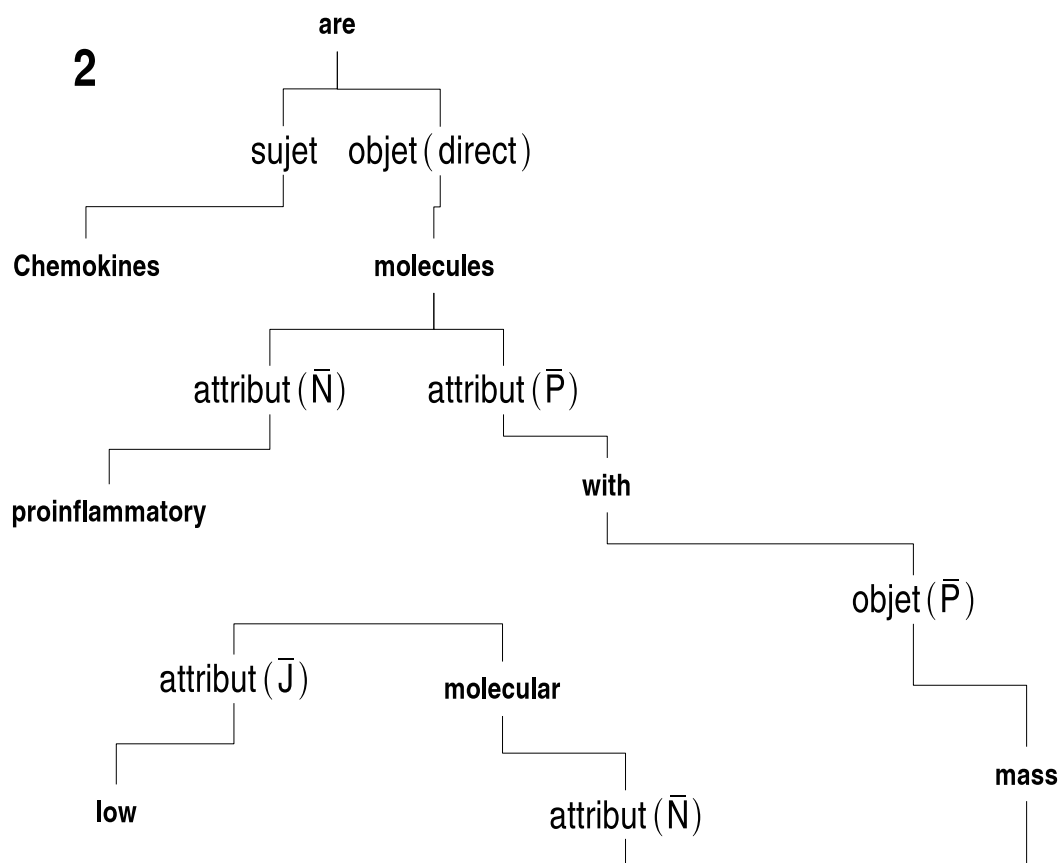 are
2
sujet objet(direct)
Chemokines molecules
attribut(N̄) attribut(P̄)
with
proinflammatory
objet(P̄)
attribut(J̄) molecular
mass
low attribut(N̄)